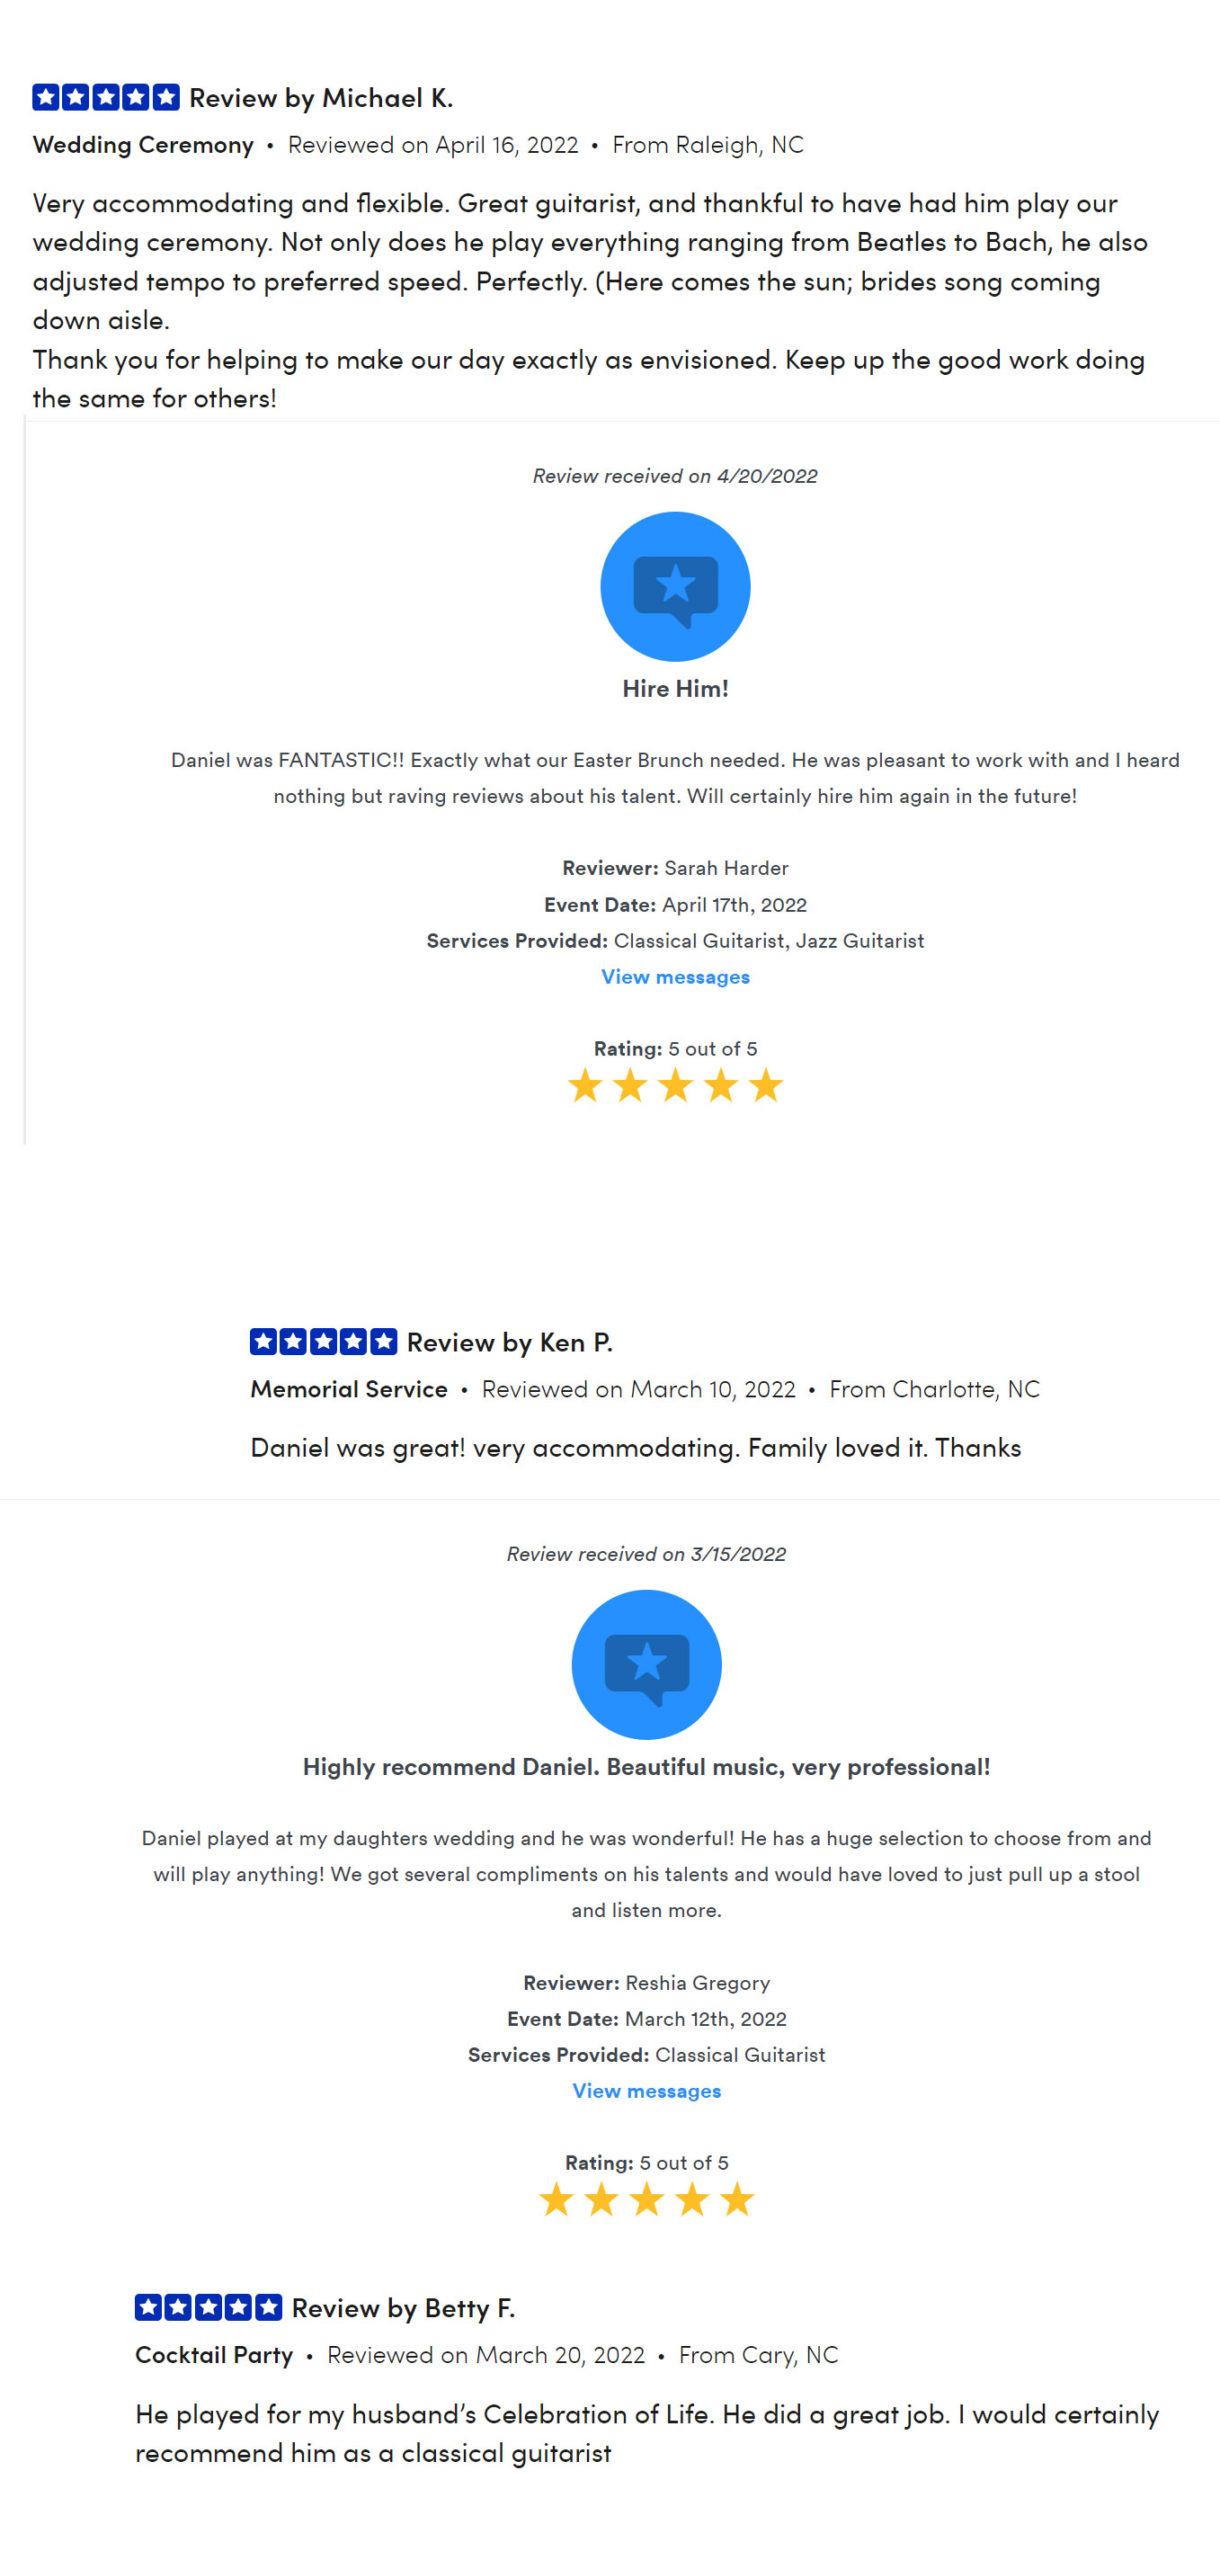 Review by Michael K.
Wedding Ceremony • Reviewed on April 16, 2022 • From Raleigh, NC
Very accommodating and flexible. Great guitarist, and thankful to have had him play our
wedding ceremony. Not only does he play everything ranging from Beatles to Bach, he also
adjusted tempo to preferred speed. Perfectly. (Here comes the sun; brides song coming
down aisle.
Thank you for helping to make our day exactly as envisioned. Keep up the good work doing
the same for others!
Review received on 4/20/2022
Hire Him!
Daniel was FANTASTIC!! Exactly what our Easter Brunch needed. He was pleasant to work with and I heard
nothing but raving reviews about his talent. Will certainly hire him again in the future!
Reviewer: Sarah Harder
Event Date: April 17th, 2022
Services Provided: Classical Guitarist, Jazz Guitarist
View messages
Rating: 5 out of 5
Review by Ken P.
Memorial Service • Reviewed on March 10, 2022 • From Charlotte, NC
Daniel was great! very accommodating. Family loved it. Thanks
Review received on 3/15/2022
Highly recommend Daniel. Beautiful music, very professional!
Daniel played at my daughters wedding and he was wonderful! He has a huge selection to choose from and
will play anything! We got several compliments on his talents and would have loved to just pull up a stool
and listen more.
Reviewer: Reshia Gregory
Event Date: March 12th, 2022
Services Provided: Classical Guitarist
View messages
Rating: 5 out of 5
Review by Betty F.
Cocktail Party • Reviewed on March 20, 2022 • From Cary, NC
He played for my husband’s Celebration of Life. He did a great job. I would certainly
recommend him as a classical guitarist